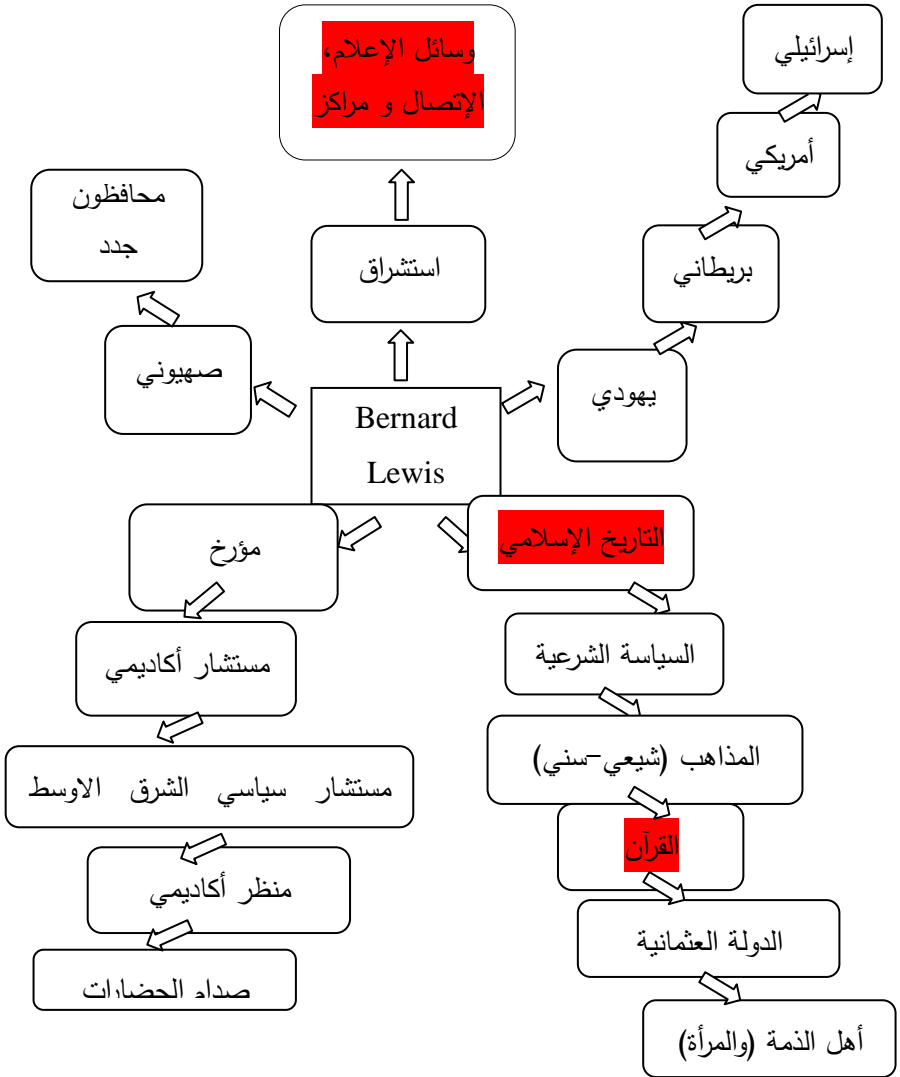 وسائل الإعلام،
الإتصال و مراكز
إسرائيلي
أمريكي
محافظون
جدد
استشراق
بريطاني
صهيوني
يهودي
Bernard
Lewis
مؤرخ
التاريخ الإسلامي
مستشار أكاديمي
السياسة الشرعية
مستشار سياسي الشرق الاوسط
المذاهب (شيعي-سني)
منظر أكاديمي
القرآن
صدام الحضارات
الدولة العثمانية
أهل الذمة (والمرأة)